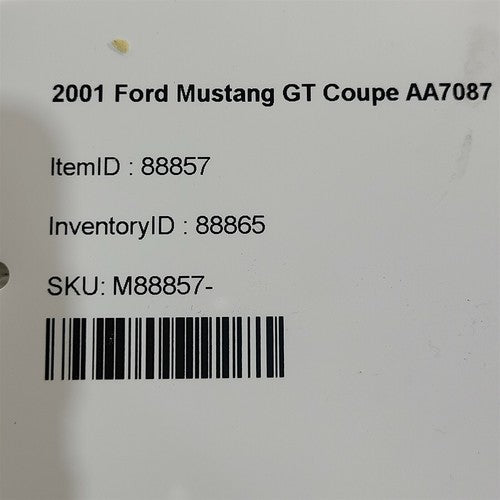 2001 Ford Mustang GT Coupe AA7087
ItemID : 88857
InventoryID : 88865
SKU: M88857-